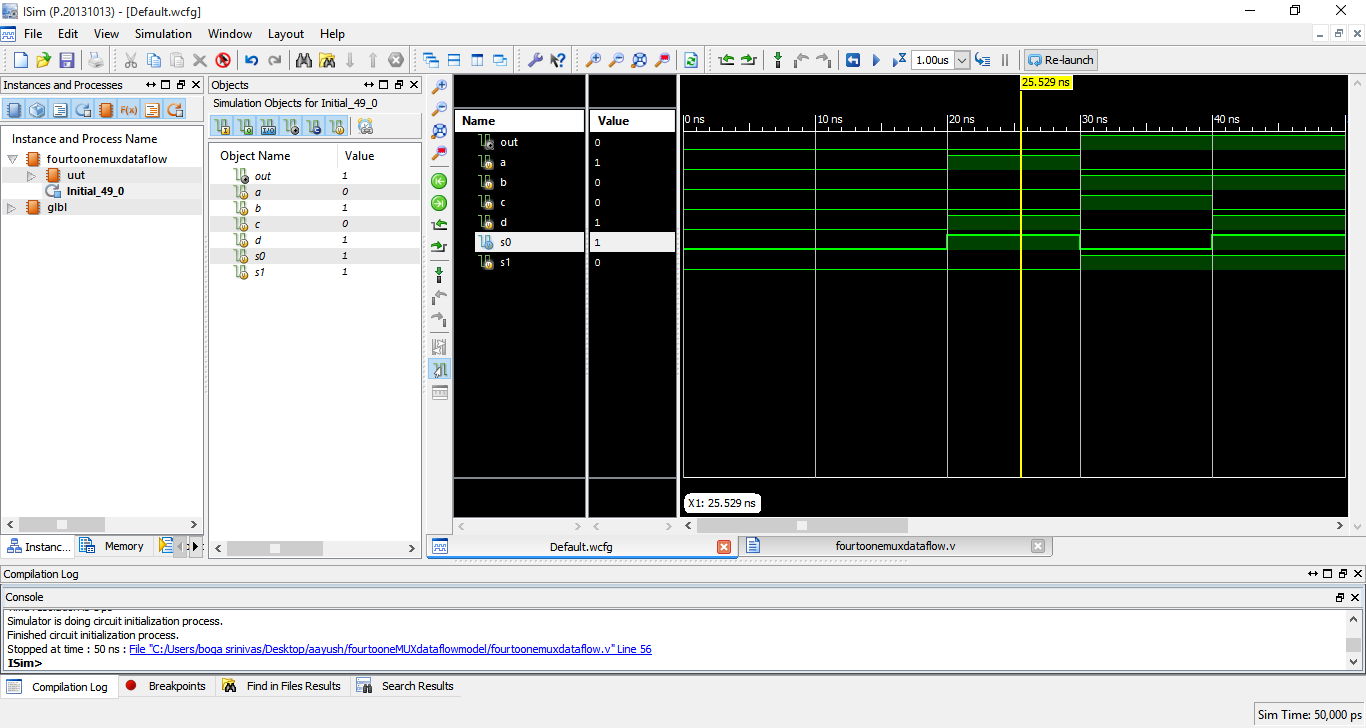 ISim (P.20131013) - [Default.wcfg]
File Edit View Simulation Window Layout Help
1.00us Re-launch
Instances and Processes
Instance and Process Name
fourtoonemuxdataflow
uut
Initial_49_0
glbl
Instanc... Memory
Objects
Simulation Objects for Initial_49_0
Object Name Value
out 1
a 0
b 1
c 0
d 1
s0 1
s1 1
Name Value
out 0
a 1
b 0
c 0
d 1
s0 1
s1 0
25.529 ns
0 ns 10 ns 20 ns 30 ns 40 ns
X1: 25.529 ns
Default.wcfg fourtoonemuxdataflow.v
Compilation Log
Console
Simulator is doing circuit initialization process.
Finished circuit initialization process.
Stopped at time : 50 ns : File "C:/Users/boga srinivas/Desktop/aayush/fourtooneMUXdataflowmodel/fourtoonemuxdataflow.v" Line 56
ISim>
Compilation Log Breakpoints Find in Files Results Search Results
Sim Time: 50,000 ps